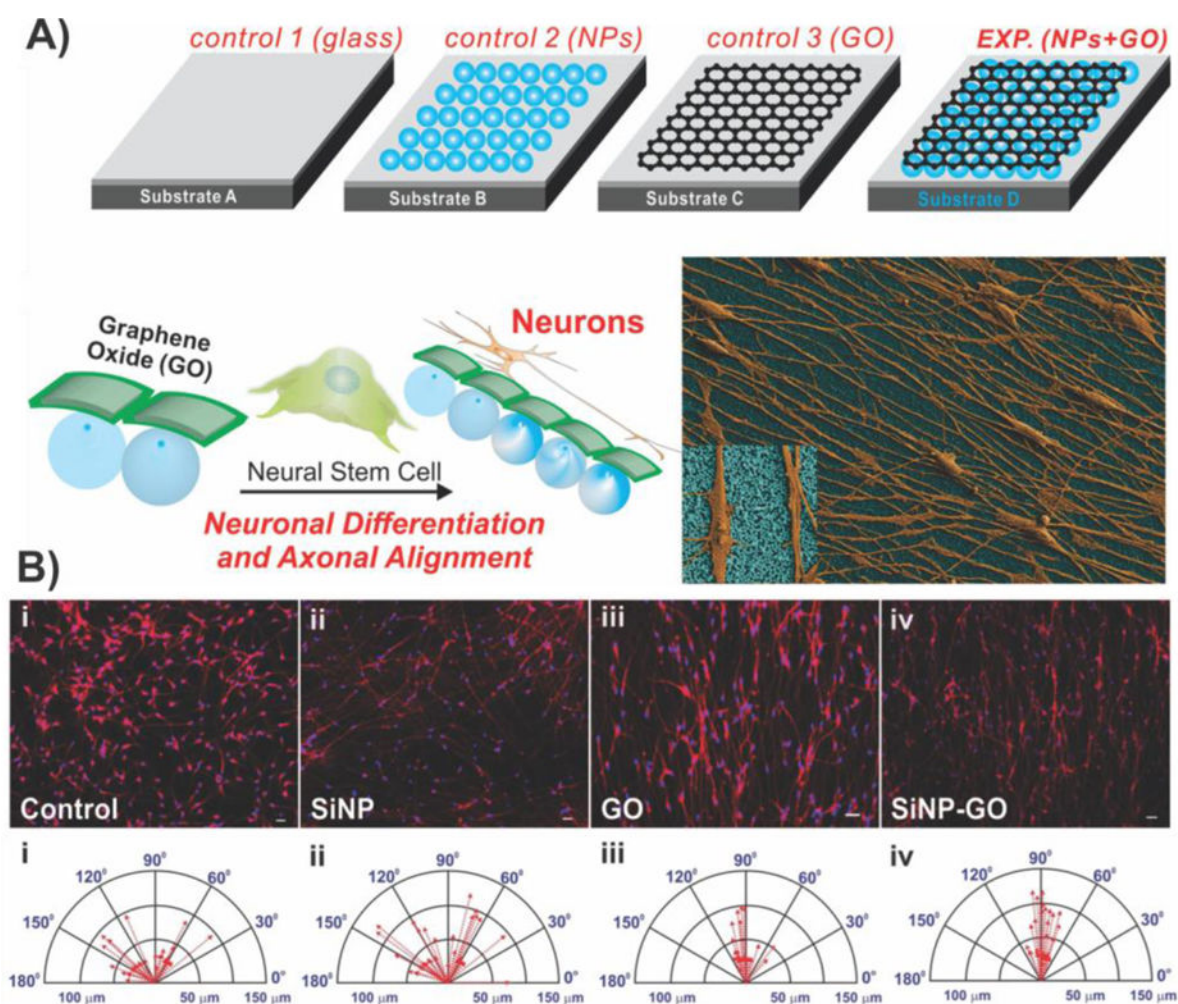 A)
control 1 (glass)
control 2 (NPs)
control 3 (GO)
EXP. (NPs+GO)
Substrate A
Substrate B
Substrate C
Substrate D
Graphene
Oxide (GO)
Neural Stem Cell
Neurons
Neuronal Differentiation
and Axonal Alignment
B)
i
ii
iii
iv
Control
SiNP
GO
SiNP-GO
i
180°
150°
120°
90°
60°
30°
0°
100 µm
50 µm
150 µm
ii
180°
150°
120°
90°
60°
30°
0°
100 µm
50 µm
150 µm
iii
180°
150°
120°
90°
60°
30°
0°
100 µm
50 µm
150 µm
iv
180°
150°
120°
90°
60°
30°
0°
100 µm
50 µm
150 µm